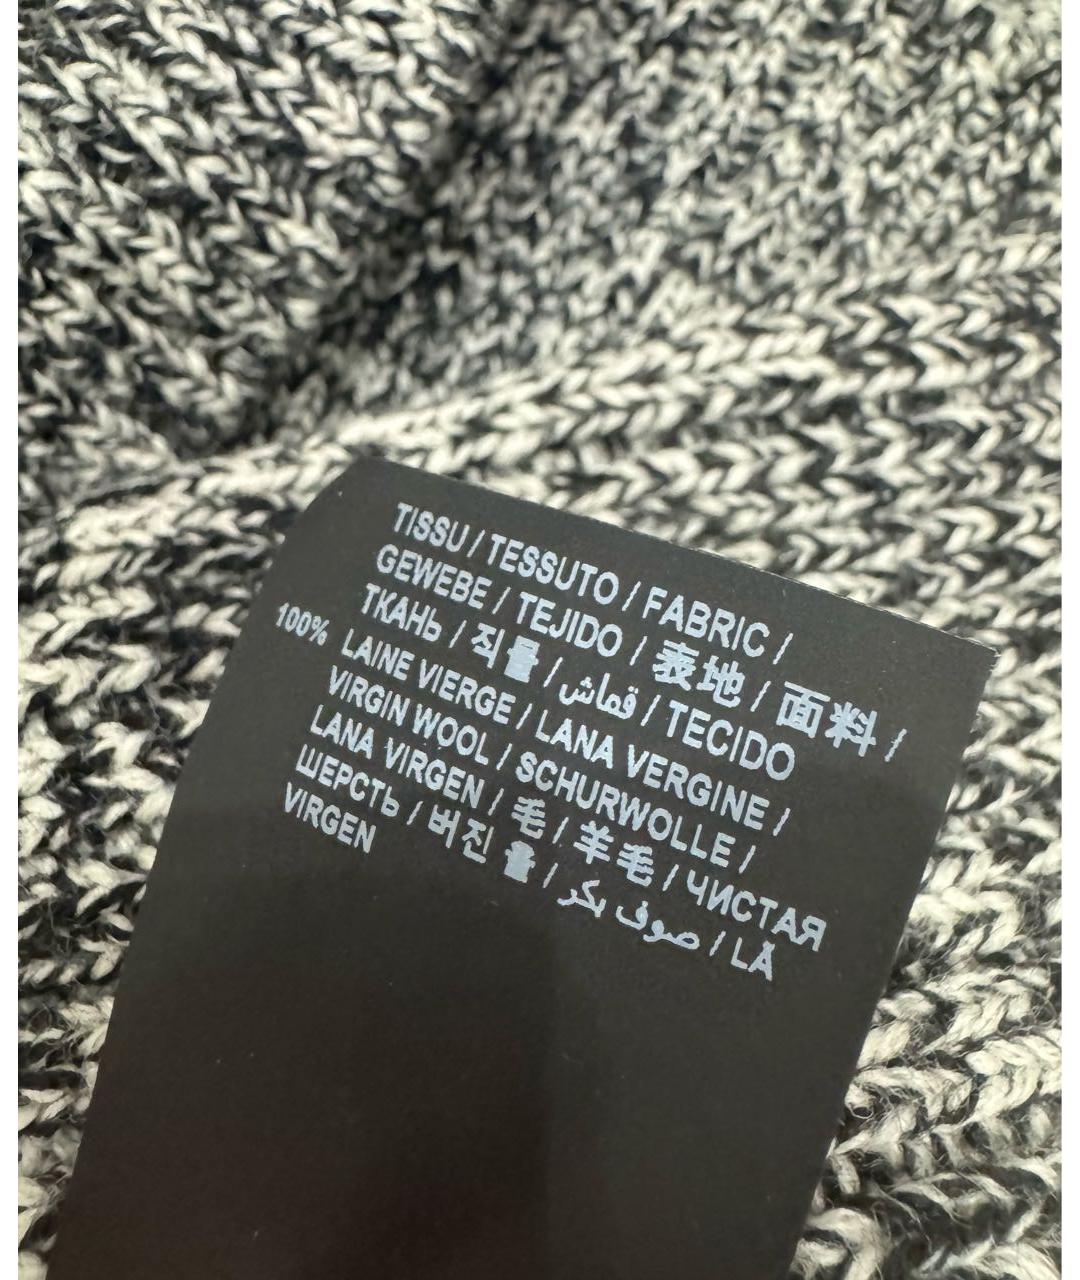 TISSU / TESSUTO / FABRIC /
GEWEBE / TEJIDO / 表地 / 面料 /
ТКАНЬ / 직물 / قماش / TECIDO
100% LAINE VIERGE / LANA VERGINE /
VIRGIN WOOL / SCHURWOLLE /
LANA VIRGEN / 毛 / 羊毛 / ЧИСТАЯ
ШЕРСТЬ / 버진 울 / صوف بكر / LÃ
VIRGEN